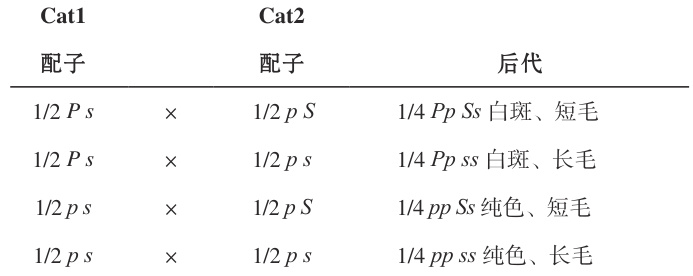 Cat1 Cat2
配子 配子 后代
1/2 P s × 1/2 p S 1/4 Pp Ss 白斑、短毛
1/2 P s × 1/2 p s 1/4 Pp ss 白斑、长毛
1/2 p s × 1/2 p S 1/4 pp Ss 纯色、短毛
1/2 p s × 1/2 p s 1/4 pp ss 纯色、长毛